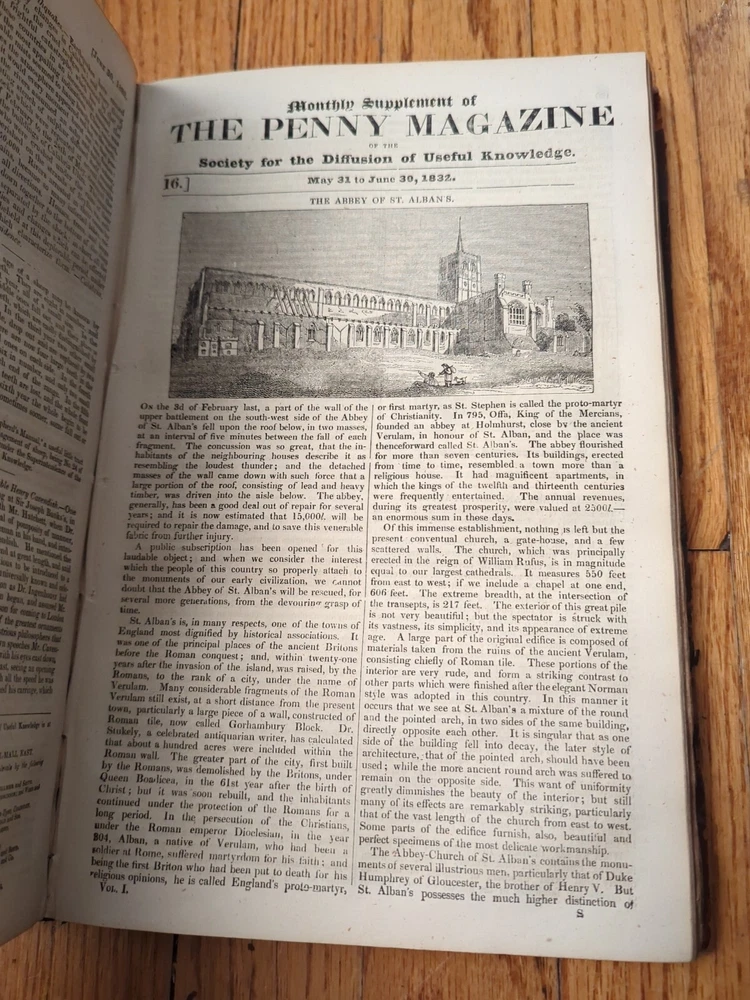 Monthly Supplement of
THE PENNY MAGAZINE
OF THE
Society for the Diffusion of Useful Knowledge.
16.]
May 31 to June 30, 1832.
THE ABBEY OF ST. ALBAN'S.
On the 3d of February last, a part of the wall of the
upper battlement on the south-west side of the Abbey
of St. Alban's fell upon the roof below, in two masses,
at an interval of five minutes between the fall of each
fragment. The concussion was so great, that the in-
habitants of the neighbouring houses describe it as
resembling the loudest thunder; and the detached
masses of the wall came down with such force that a
large portion of the roof, consisting of lead and heavy
timber, was driven into the aisle below. The abbey,
generally, has been a good deal out of repair for several
years; and it is now estimated that 15,000l. will be
required to repair the damage, and to save this venerable
fabric from further injury.
A public subscription has been opened for this
laudable object; and when we consider the interest
which the people of this country so properly attach to
the monuments of our early civilization, we cannot
doubt that the Abbey of St. Alban's will be rescued, for
several more generations, from the devouring grasp of
time.
St. Alban's is, in many respects, one of the towns of
England most dignified by historical associations. It
was one of the principal places of the ancient Britons
before the Roman conquest; and, within twenty-one
years after the invasion of the island, was raised, by the
Romans, to the rank of a city, under the name of
Verulam. Many considerable fragments of the Roman
Verulam still exist, at a short distance from the present
town, particularly a large piece of a wall, constructed of
Roman tile, now called Gorhambury Block. Dr.
Stukely, a celebrated antiquarian writer, has calculated
that about a hundred acres were included within the
Roman wall. The greater part of the city, first built
by the Romans, was demolished by the Britons, under
Queen Boadicea, in the 61st year after the birth of
Christ; but it was soon rebuilt, and the inhabitants
continued under the protection of the Romans for a
long period. In the persecution of the Christians,
under the Roman emperor Dioclesian, in the year
304, Alban, a native of Verulam, who had been a
soldier at Rome, suffered martyrdom for his faith; and
being the first Briton who had been put to death for his
religious opinions, he is called England's proto-martyr,
Vol. I.
or first martyr, as St. Stephen is called the proto-martyr
of Christianity. In 795, Offa, King of the Mercians,
founded an abbey at Holmhurst, close by the ancient
Verulam, in honour of St. Alban, and the place was
thenceforward called St. Alban's. The abbey flourished
for more than seven centuries. Its buildings, erected
from time to time, resembled a town more than a
religious house. It had magnificent apartments, in
which the kings of the twelfth and thirteenth centuries
were frequently entertained. The annual revenues,
during its greatest prosperity, were valued at 2500l.—
an enormous sum in these days.
Of this immense establishment, nothing is left but the
present conventual church, a gate-house, and a few
scattered walls. The church, which was principally
erected in the reign of William Rufus, is in magnitude
equal to our largest cathedrals. It measures 550 feet
from east to west; if we include a chapel at one end,
606 feet. The extreme breadth, at the intersection of
the transepts, is 217 feet. The exterior of this great pile
is not very beautiful; but the spectator is struck with
its vastness, its simplicity, and its appearance of extreme
age. A large part of the original edifice is composed of
materials taken from the ruins of the ancient Verulam,
consisting chiefly of Roman tile. These portions of the
interior are very rude, and form a striking contrast to
other parts which were finished after the elegant Norman
style was adopted in this country. In this manner it
occurs that we see at St. Alban's a mixture of the round
and the pointed arch, in two sides of the same building,
directly opposite each other. It is singular that as one
side of the building fell into decay, the later style of
architecture, that of the pointed arch, should have been
used; while the more ancient round arch was suffered to
remain on the opposite side. This want of uniformity
greatly diminishes the beauty of the interior; but still
many of its effects are remarkably striking, particularly
that of the vast length of the church from east to west.
Some parts of the edifice furnish, also, beautiful and
perfect specimens of the most delicate workmanship.
The Abbey-Church of St. Alban's contains the monu-
ments of several illustrious men, particularly that of Duke
Humphrey of Gloucester, the brother of Henry V. But
St. Alban's possesses the much higher distinction of
S